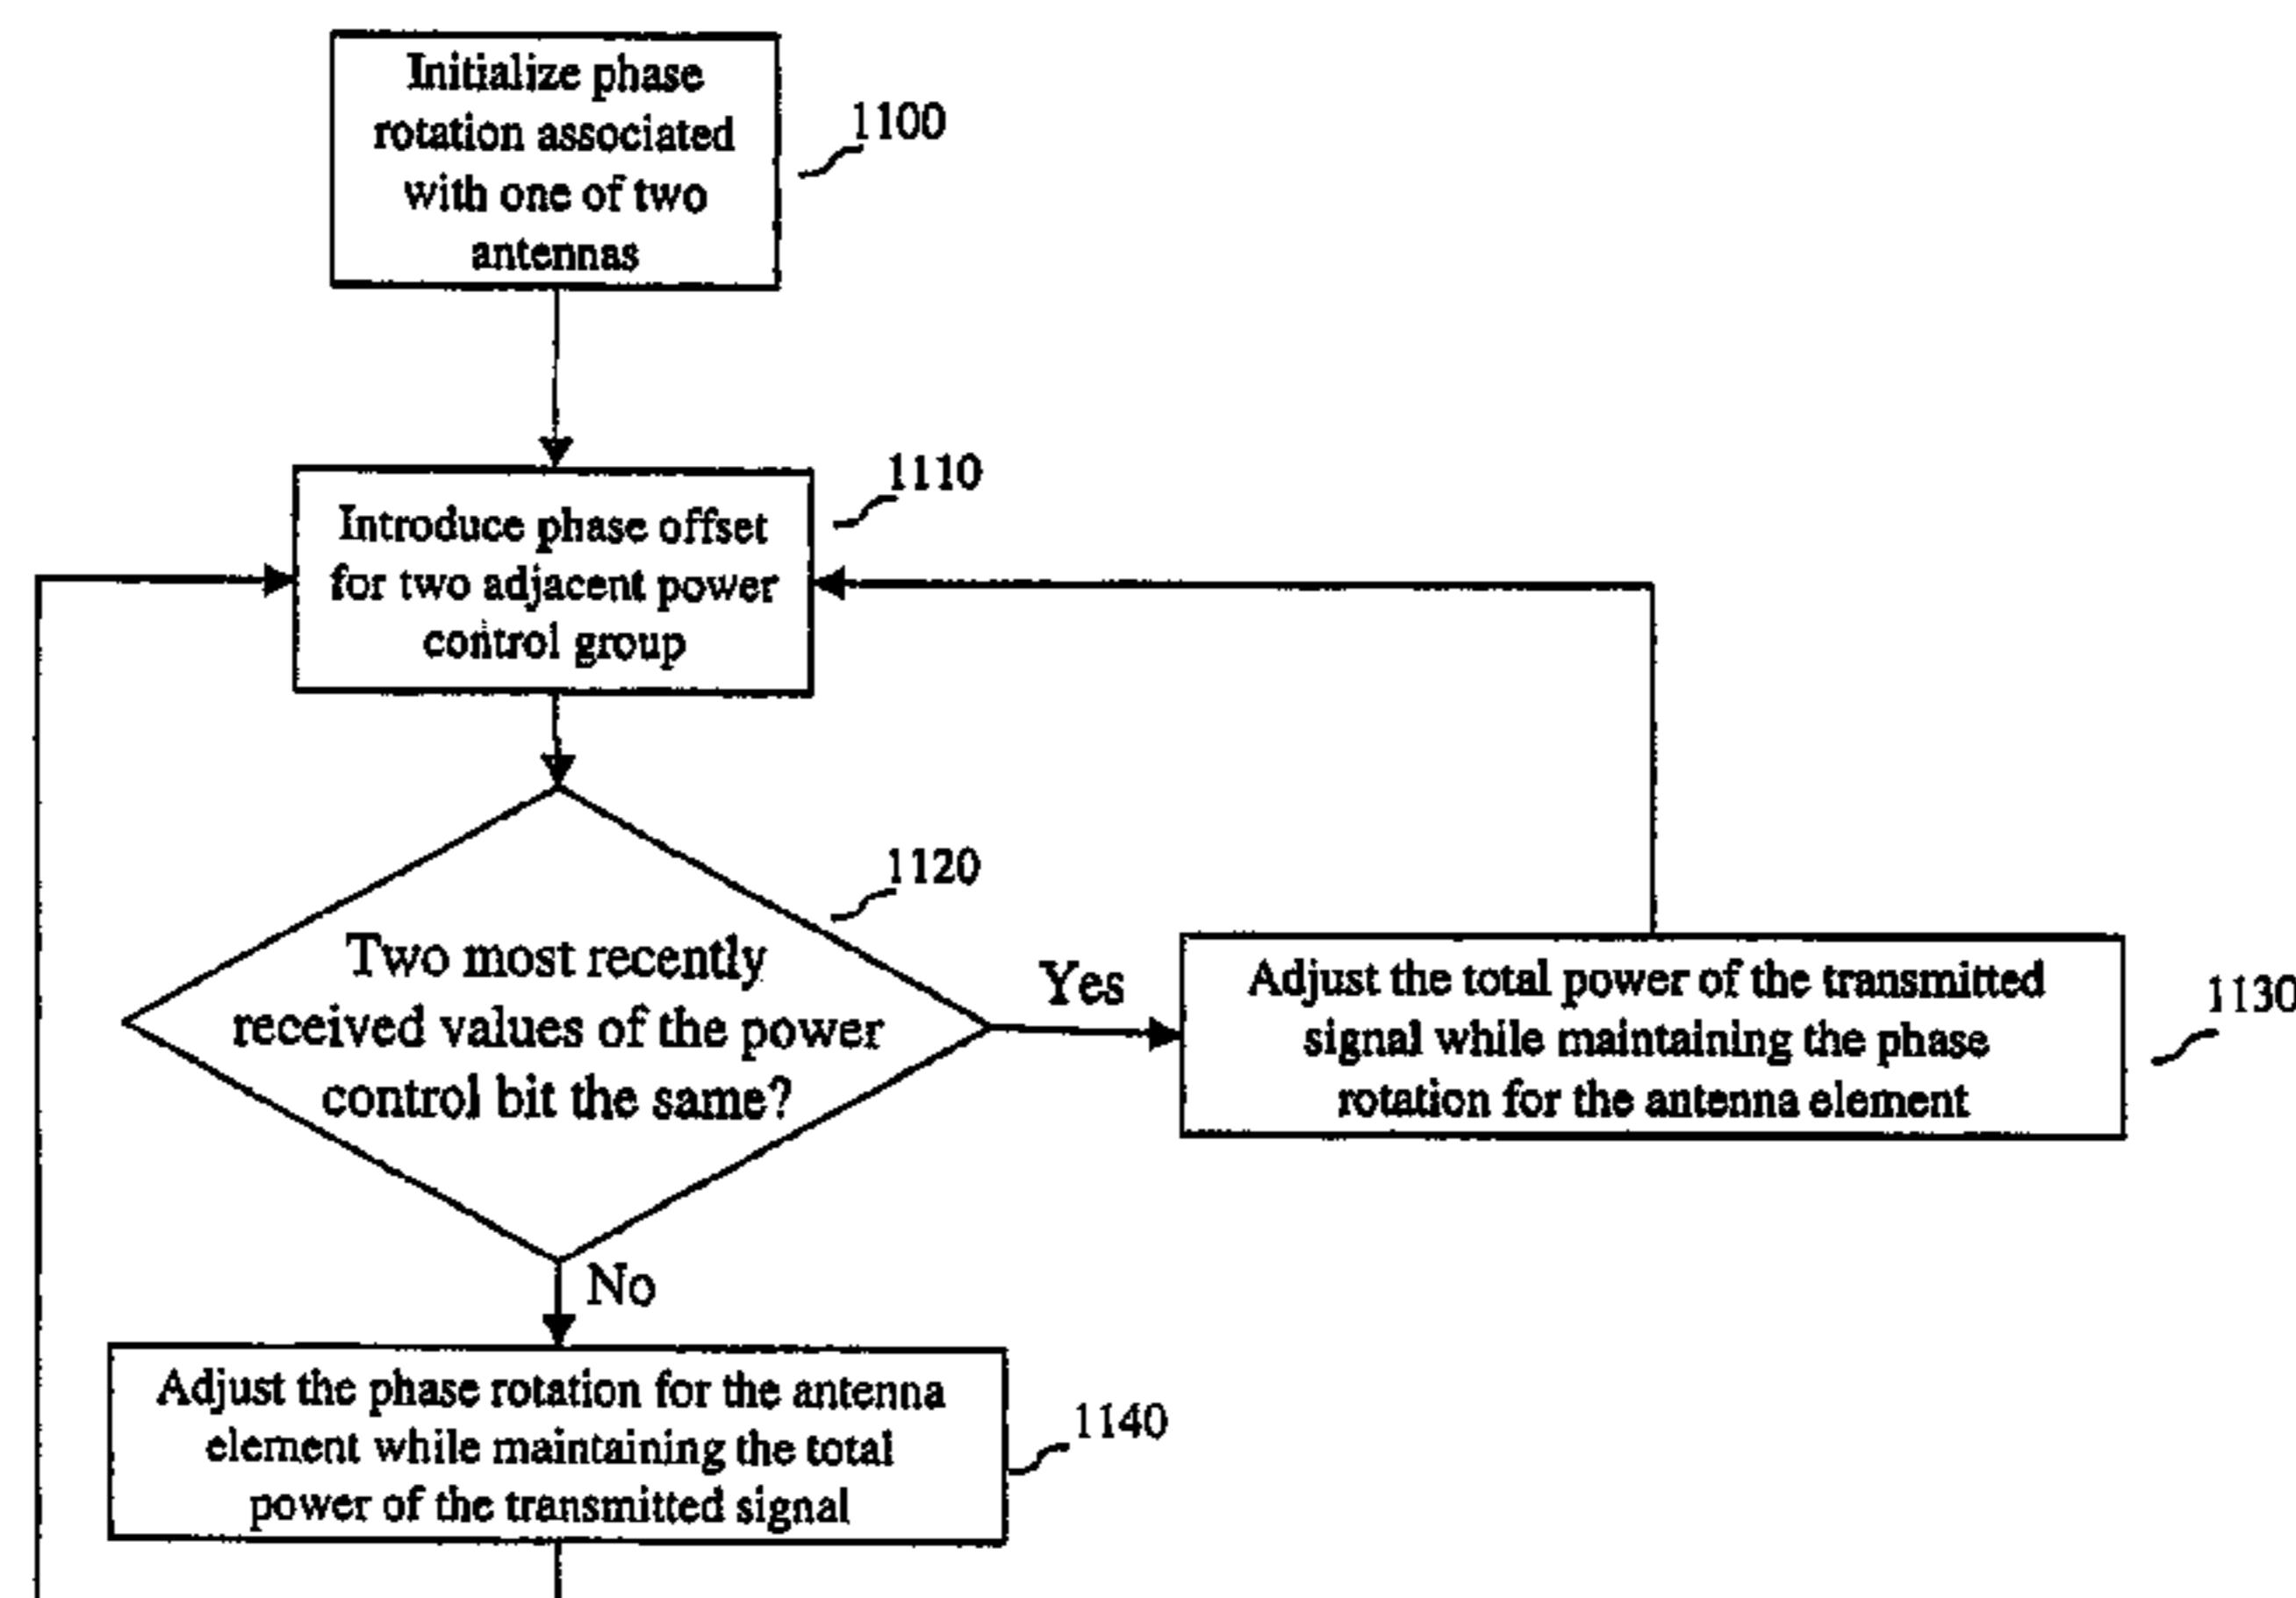 Initialize phase
rotation associated
with one of two
antennas
1100
1110
Introduce phase offset
for two adjacent power
control group
1120
Two most recently
received values of the power
control bit the same?
Yes
Adjust the total power of the transmitted
signal while maintaining the phase
rotation for the antenna element
1130
No
Adjust the phase rotation for the antenna
element while maintaining the total
power of the transmitted signal
1140